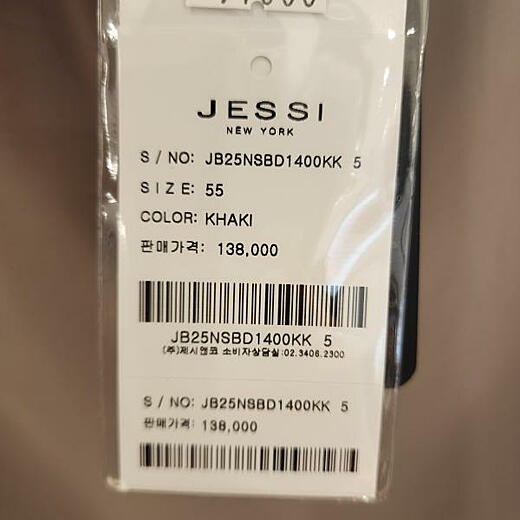 JESSI
NEW YORK
S / NO: JB25NSBD1400KK 5
SIZE: 55
COLOR: KHAKI
판매가격: 138,000
JB25NSBD1400KK 5
(주)제시앤코 소비자상담실:02.3406.2300
S / NO: JB25NSBD1400KK 5
판매가격: 138,000